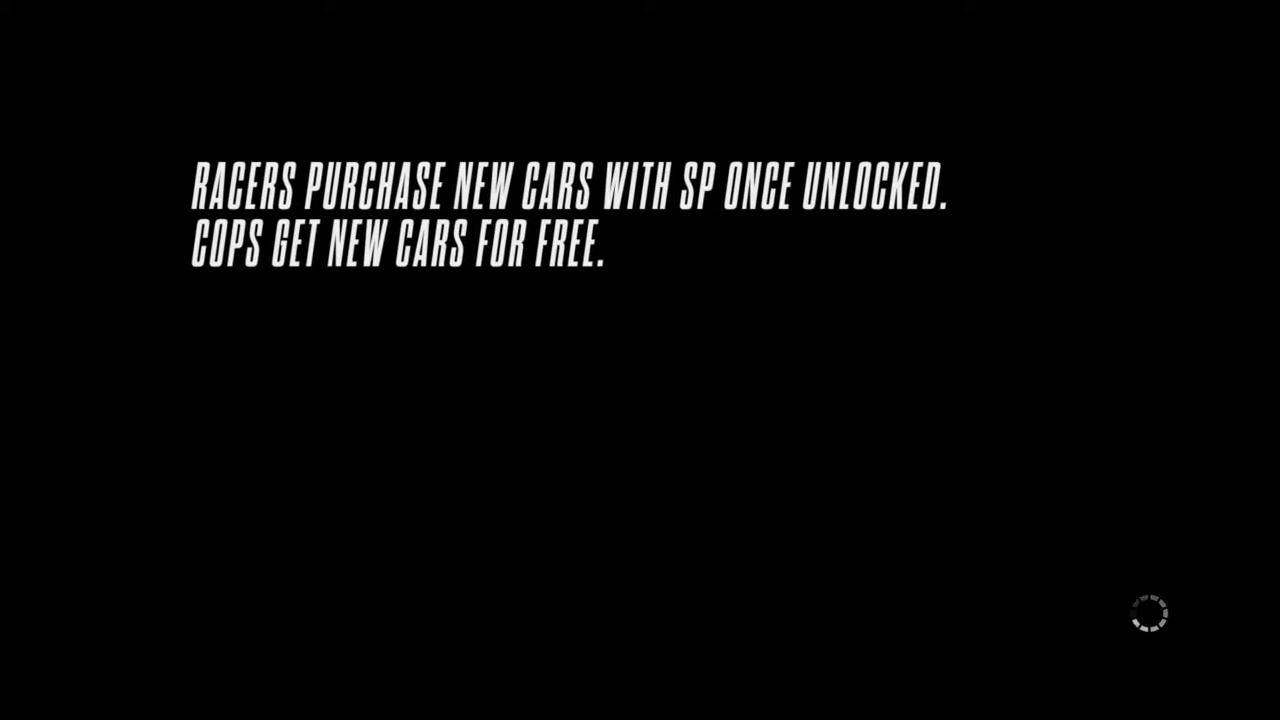 RACERS PURCHASE NEW CARS WITH SP ONCE UNLOCKED.
COPS GET NEW CARS FOR FREE.